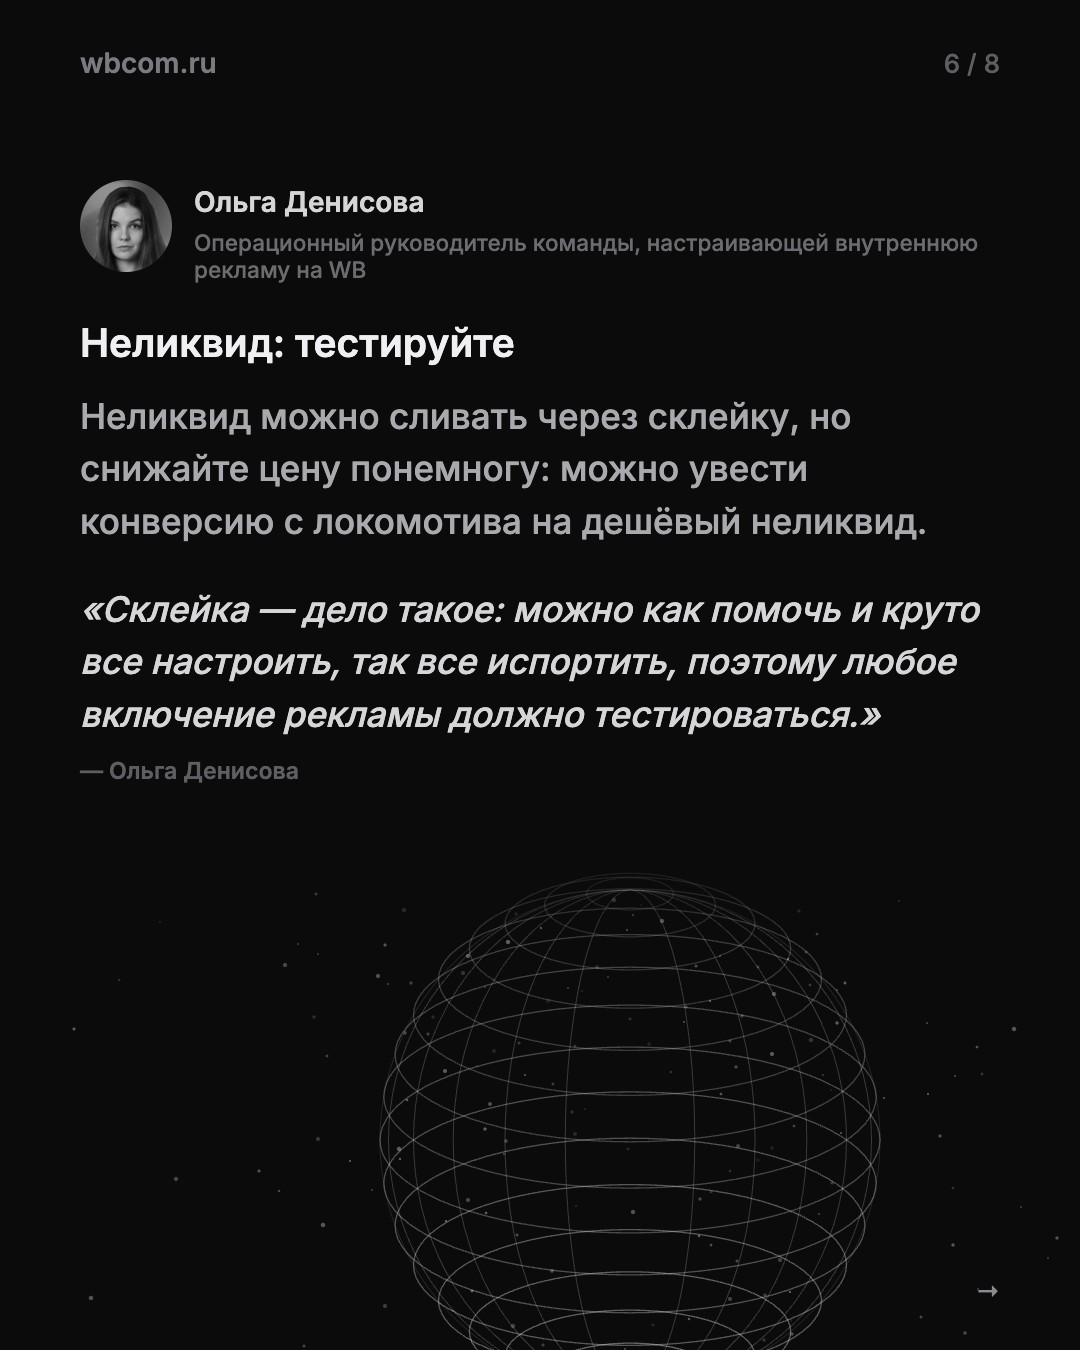 wbcom.ru
6 / 8
Ольга Денисова
Операционный руководитель команды, настраивающей внутреннюю
рекламу на WB
Неликвид: тестируйте
Неликвид можно сливать через склейку, но
снижайте цену понемногу: можно увести
конверсию с локомотива на дешёвый неликвид.
«Склейка — дело такое: можно как помочь и круто
все настроить, так все испортить, поэтому любое
включение рекламы должно тестироваться.»
— Ольга Денисова
→